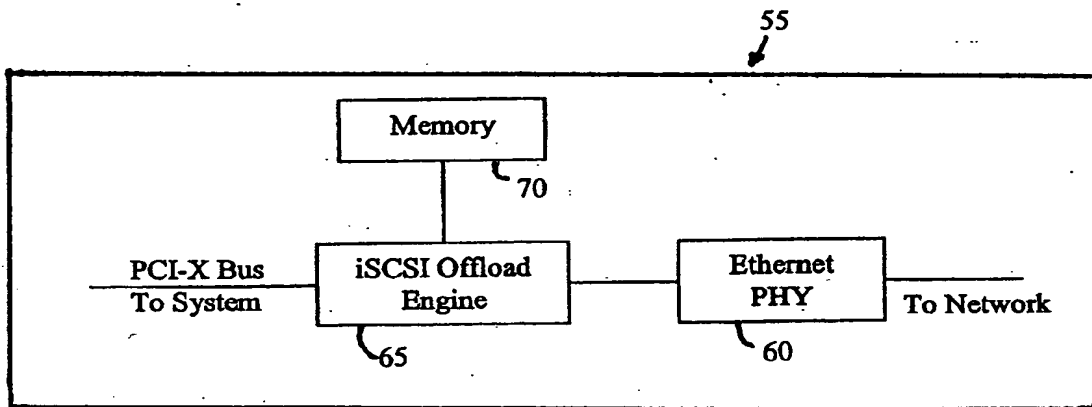 55
Memory
70
PCI-X Bus
To System
iSCSI Offload
Engine
65
Ethernet
PHY
60
To Network